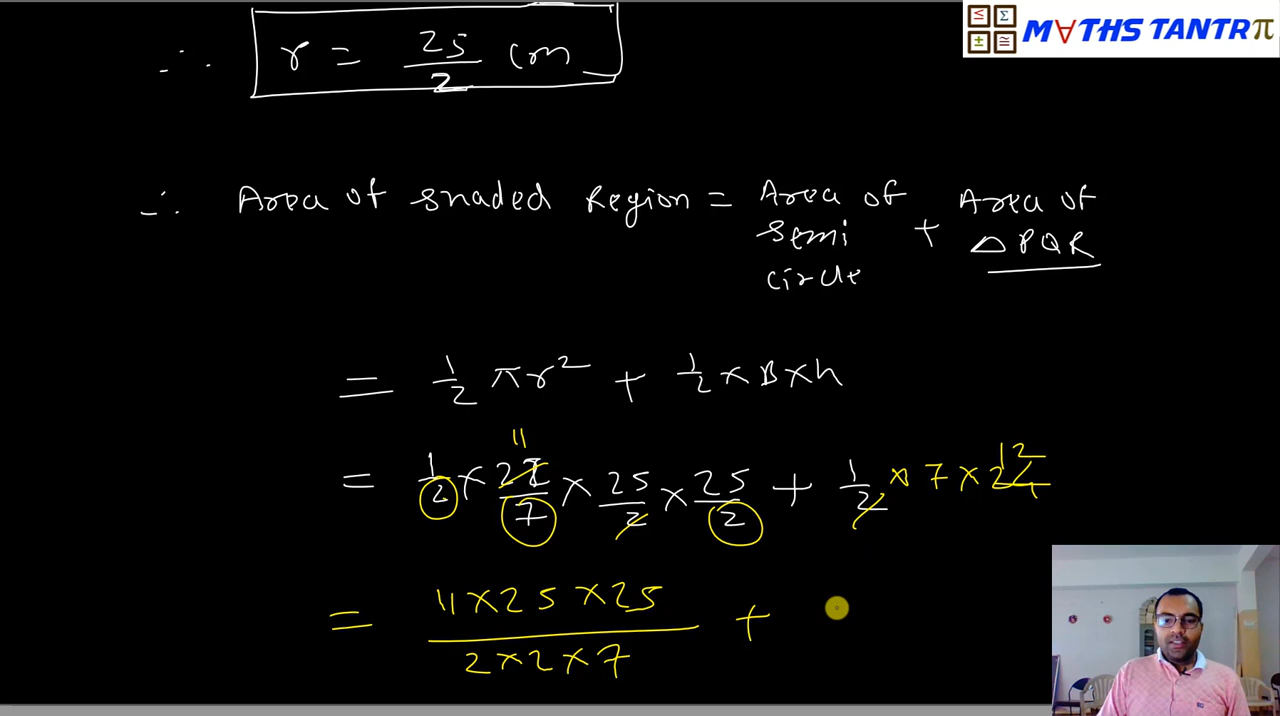 ≤ Σ ± ≅ M∀THS TANTRπ
∴ r = 25/2 cm
∴ Area of shaded Region = Area of semi circle + Area of △PQR
= 1/2 πr² + 1/2 × B × h
= 1/2 × 22/7 × 25/2 × 25/2 + 1/2 × 7 × 24
11 12
= 11×25×25 / 2×2×7 +